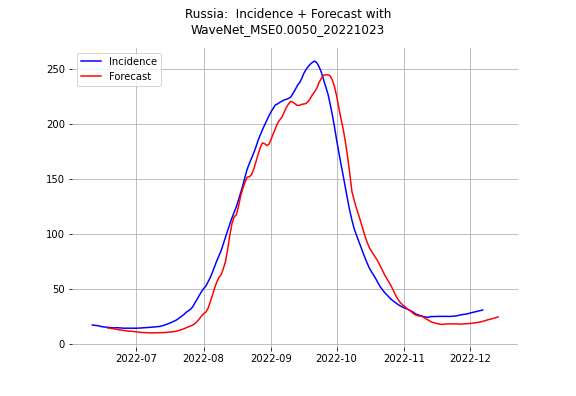 Russia:  Incidence + Forecast with
WaveNet_MSE0.0050_20221023
Incidence
Forecast
250
200
150
100
50
0
2022-07 2022-08 2022-09 2022-10 2022-11 2022-12